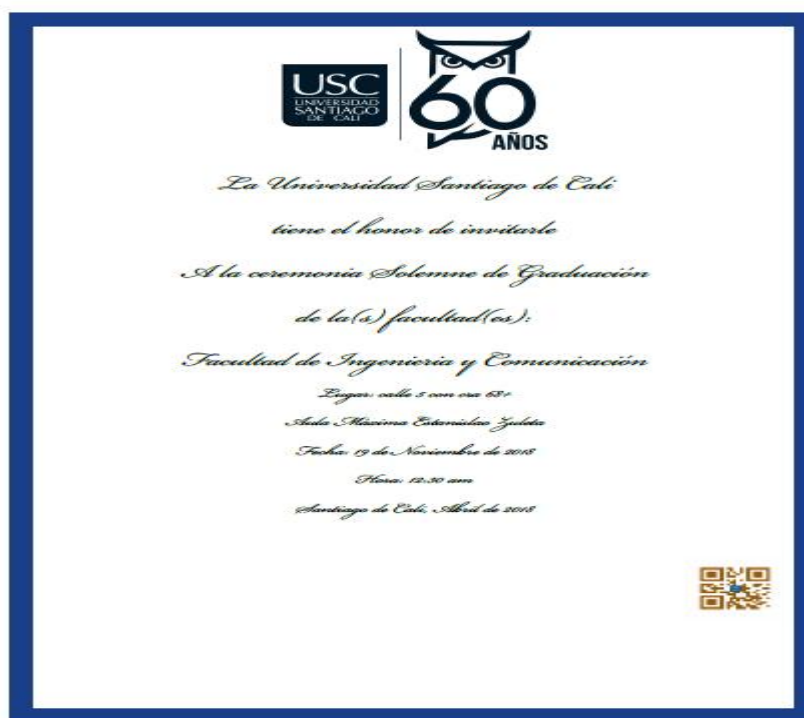 USC
UNIVERSIDAD
SANTIAGO
DE CALI
60
AÑOS
La Universidad Santiago de Cali
tiene el honor de invitarle
A la ceremonia Solemne de Graduación
de la(s) facultad(es):
Facultad de Ingenieria y Comunicación
Lugar: calle 5 con cra 68
Aula Máxima Estanislao Zuleta
Fecha: 19 de Noviembre de 2018
Hora: 12:30 am
Santiago de Cali, Abril de 2018